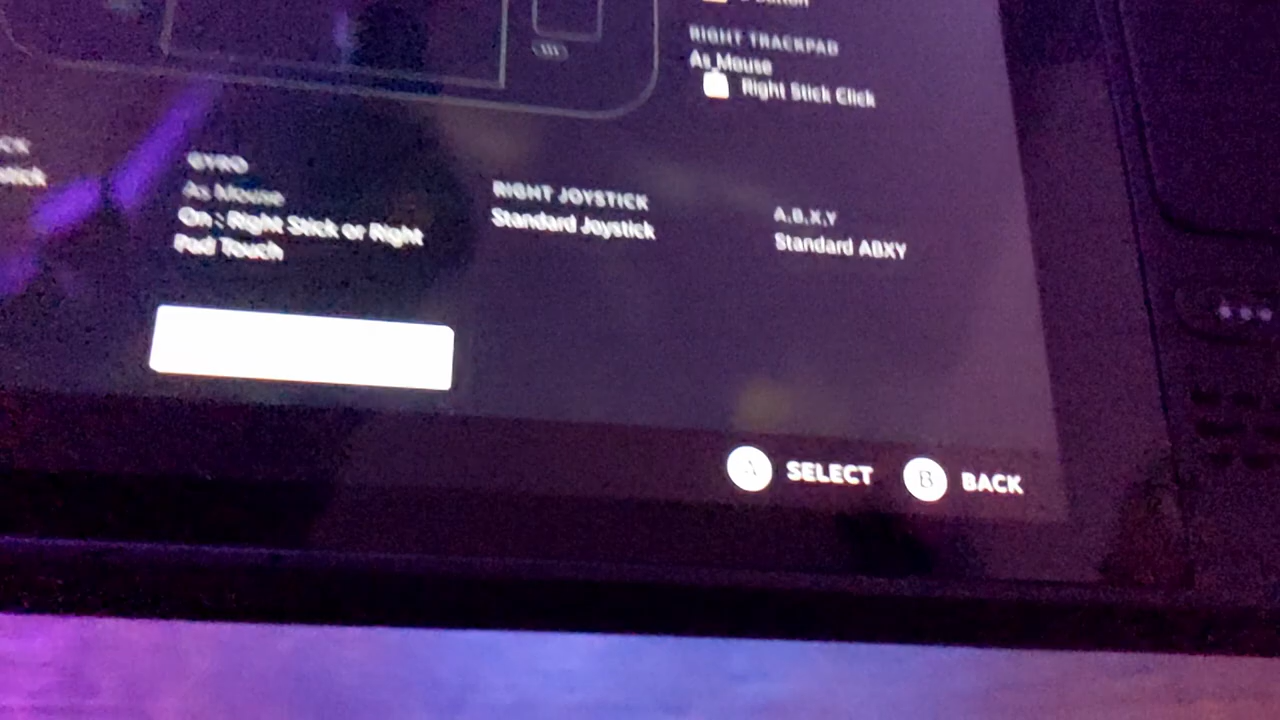 Button
RIGHT TRACKPAD
As Mouse
Right Stick Click
GYRO
As Mouse
On : Right Stick or Right
Pad Touch
RIGHT JOYSTICK
Standard Joystick
A,B,X,Y
Standard ABXY
A SELECT B BACK